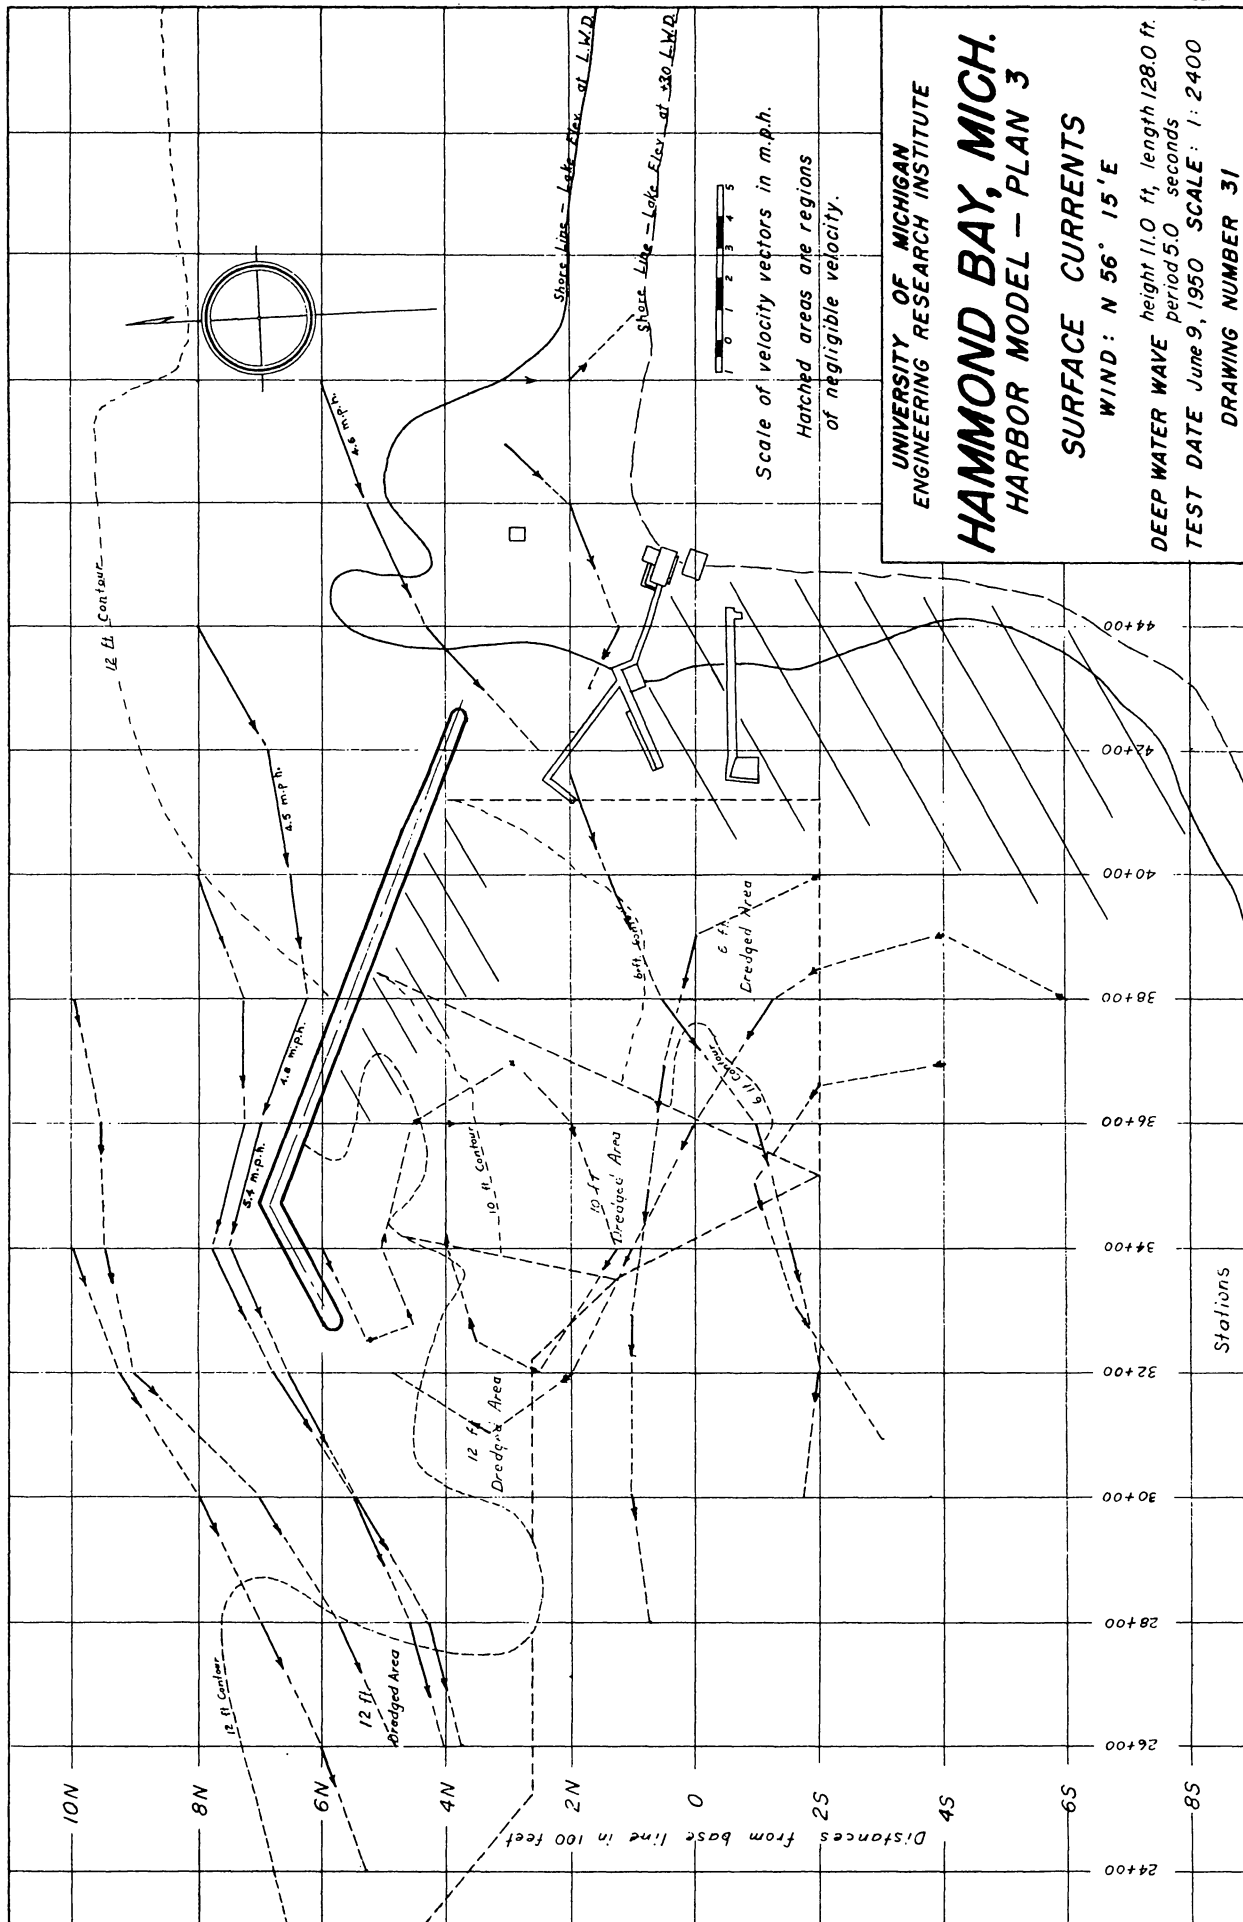 UNIVERSITY OF MICHIGAN
ENGINEERING RESEARCH INSTITUTE
HAMMOND BAY, MICH.
HARBOR MODEL — PLAN 3
SURFACE CURRENTS
WIND: N 56° 15' E
DEEP WATER WAVE height 11.0 ft, length 128.0 ft.
period 5.0 seconds
TEST DATE June 9, 1950 SCALE: 1:2400
DRAWING NUMBER 31
Scale of velocity vectors in m.p.h.
Hatched areas are regions
of negligible velocity.
1 0 1 2 3 4 5
Shore Line - Lake Elev. at L.W.D.
Shore Line - Lake Elev. at +3.0 L.W.D.
12 ft Contour
4.6 m.p.h.
4.5 m.p.h.
4.8 m.p.h.
5.4 m.p.h.
6 ft
Dredged Area
6 ft Contour
10 ft Contour
10 ft
Dredged Area
12 ft
Dredged Area
12 ft Contour
12 ft
Dredged Area
10N
8N
6N
4N
2N
0
2S
4S
6S
8S
Distances from base line in 100 feet
24+00
26+00
28+00
30+00
32+00
34+00
36+00
38+00
40+00
42+00
44+00
Stations